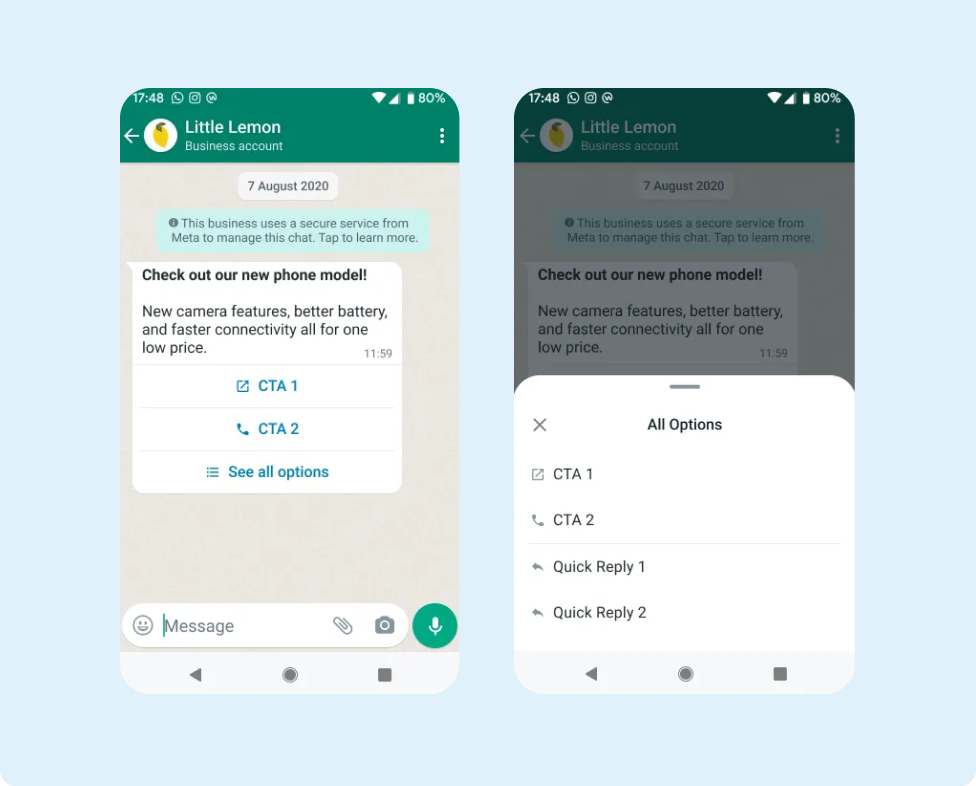 17:48 80%
Little Lemon
Business account
7 August 2020
This business uses a secure service from
Meta to manage this chat. Tap to learn more.
Check out our new phone model!
New camera features, better battery,
and faster connectivity all for one
low price.
11:59
CTA 1
CTA 2
See all options
Message
17:48 80%
Little Lemon
Business account
7 August 2020
This business uses a secure service from
Meta to manage this chat. Tap to learn more.
Check out our new phone model!
New camera features, better battery,
and faster connectivity all for one
low price.
11:59
All Options
CTA 1
CTA 2
Quick Reply 1
Quick Reply 2